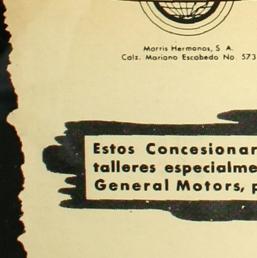 Morris Hermanos, S. A.
Calz. Mariano Escobedo No. 573
Estos Concesionar
talleres especialme
General Motors, p